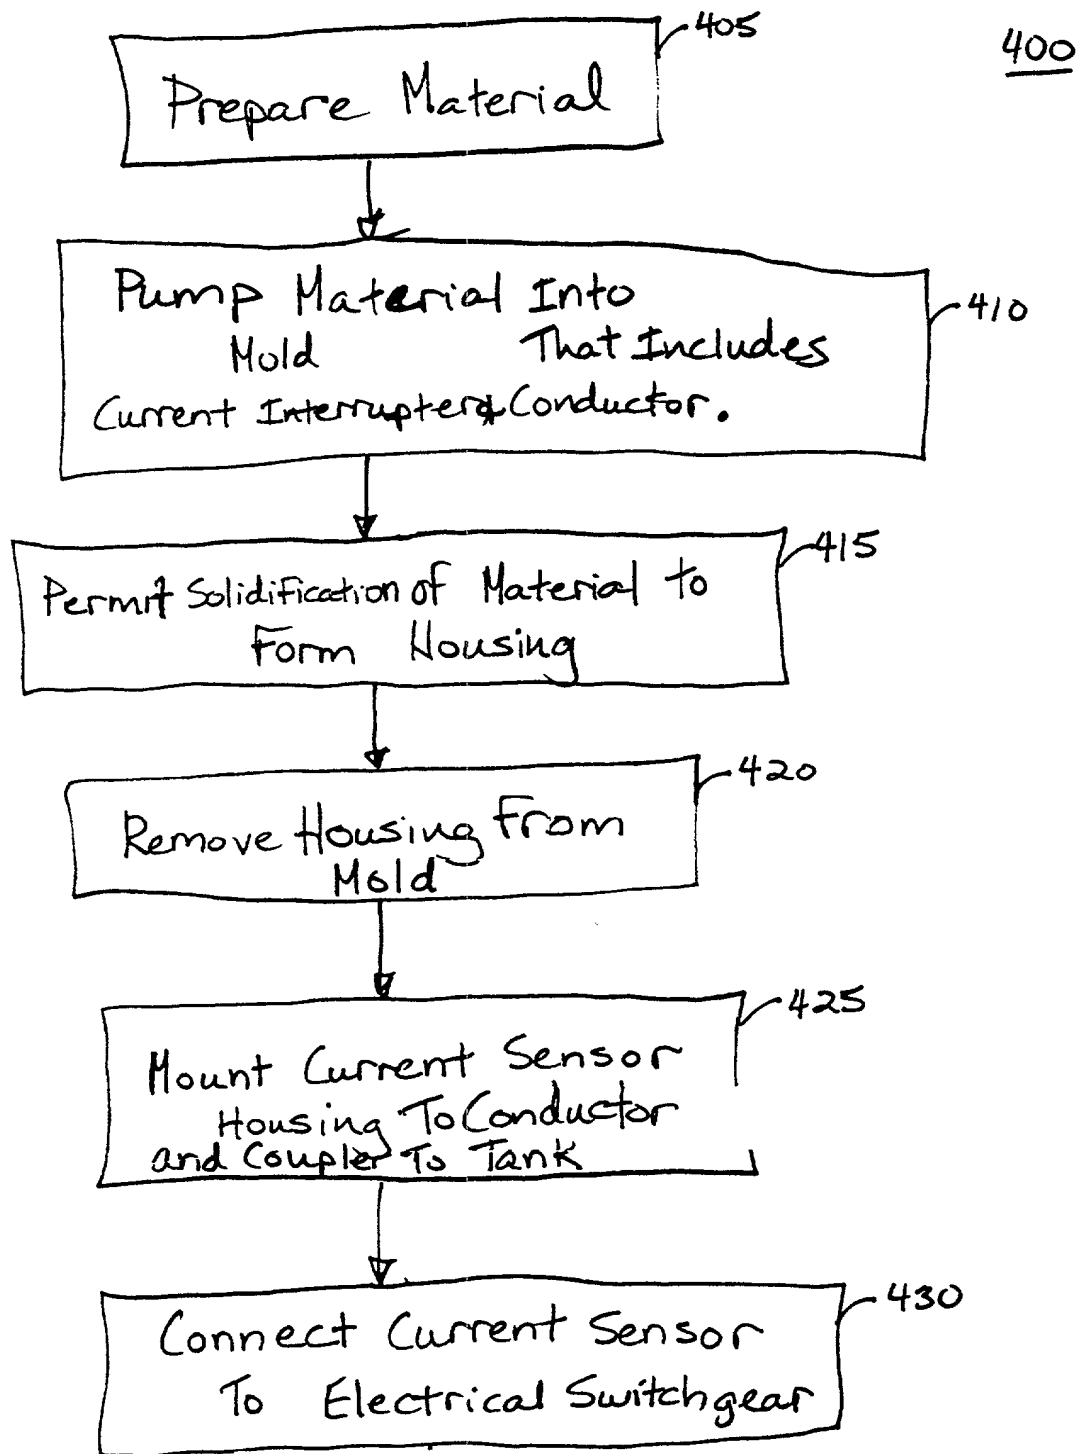 405
400
Prepare Material
Pump Material Into
Mold That Includes
Current Interrupter & Conductor.
410
415
Permit Solidification of Material to
Form Housing
420
Remove Housing From
Mold
425
Mount Current Sensor
Housing To Conductor
and Coupler To Tank
430
Connect Current Sensor
To Electrical Switchgear